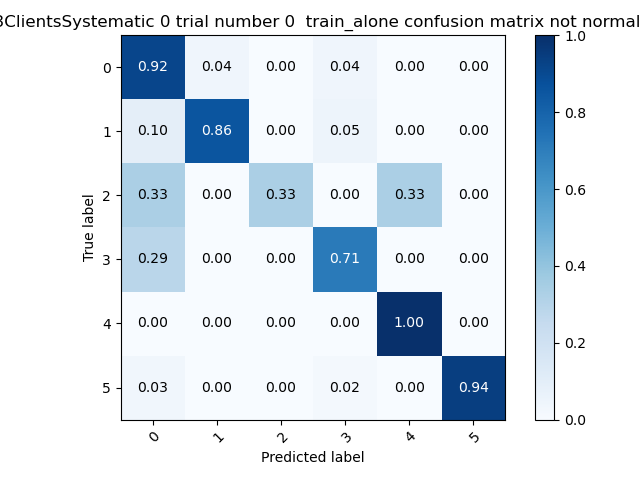 3ClientsSystematic 0 trial number 0 train_alone confusion matrix not normal
1.0
0 0.92 0.04 0.00 0.04 0.00 0.00
0.8
1 0.10 0.86 0.00 0.05 0.00 0.00
0.6
2 0.33 0.00 0.33 0.00 0.33 0.00
True label
3 0.29 0.00 0.00 0.71 0.00 0.00
0.4
4 0.00 0.00 0.00 0.00 1.00 0.00
0.2
5 0.03 0.00 0.00 0.02 0.00 0.94
0.0
0 1 2 3 4 5
Predicted label